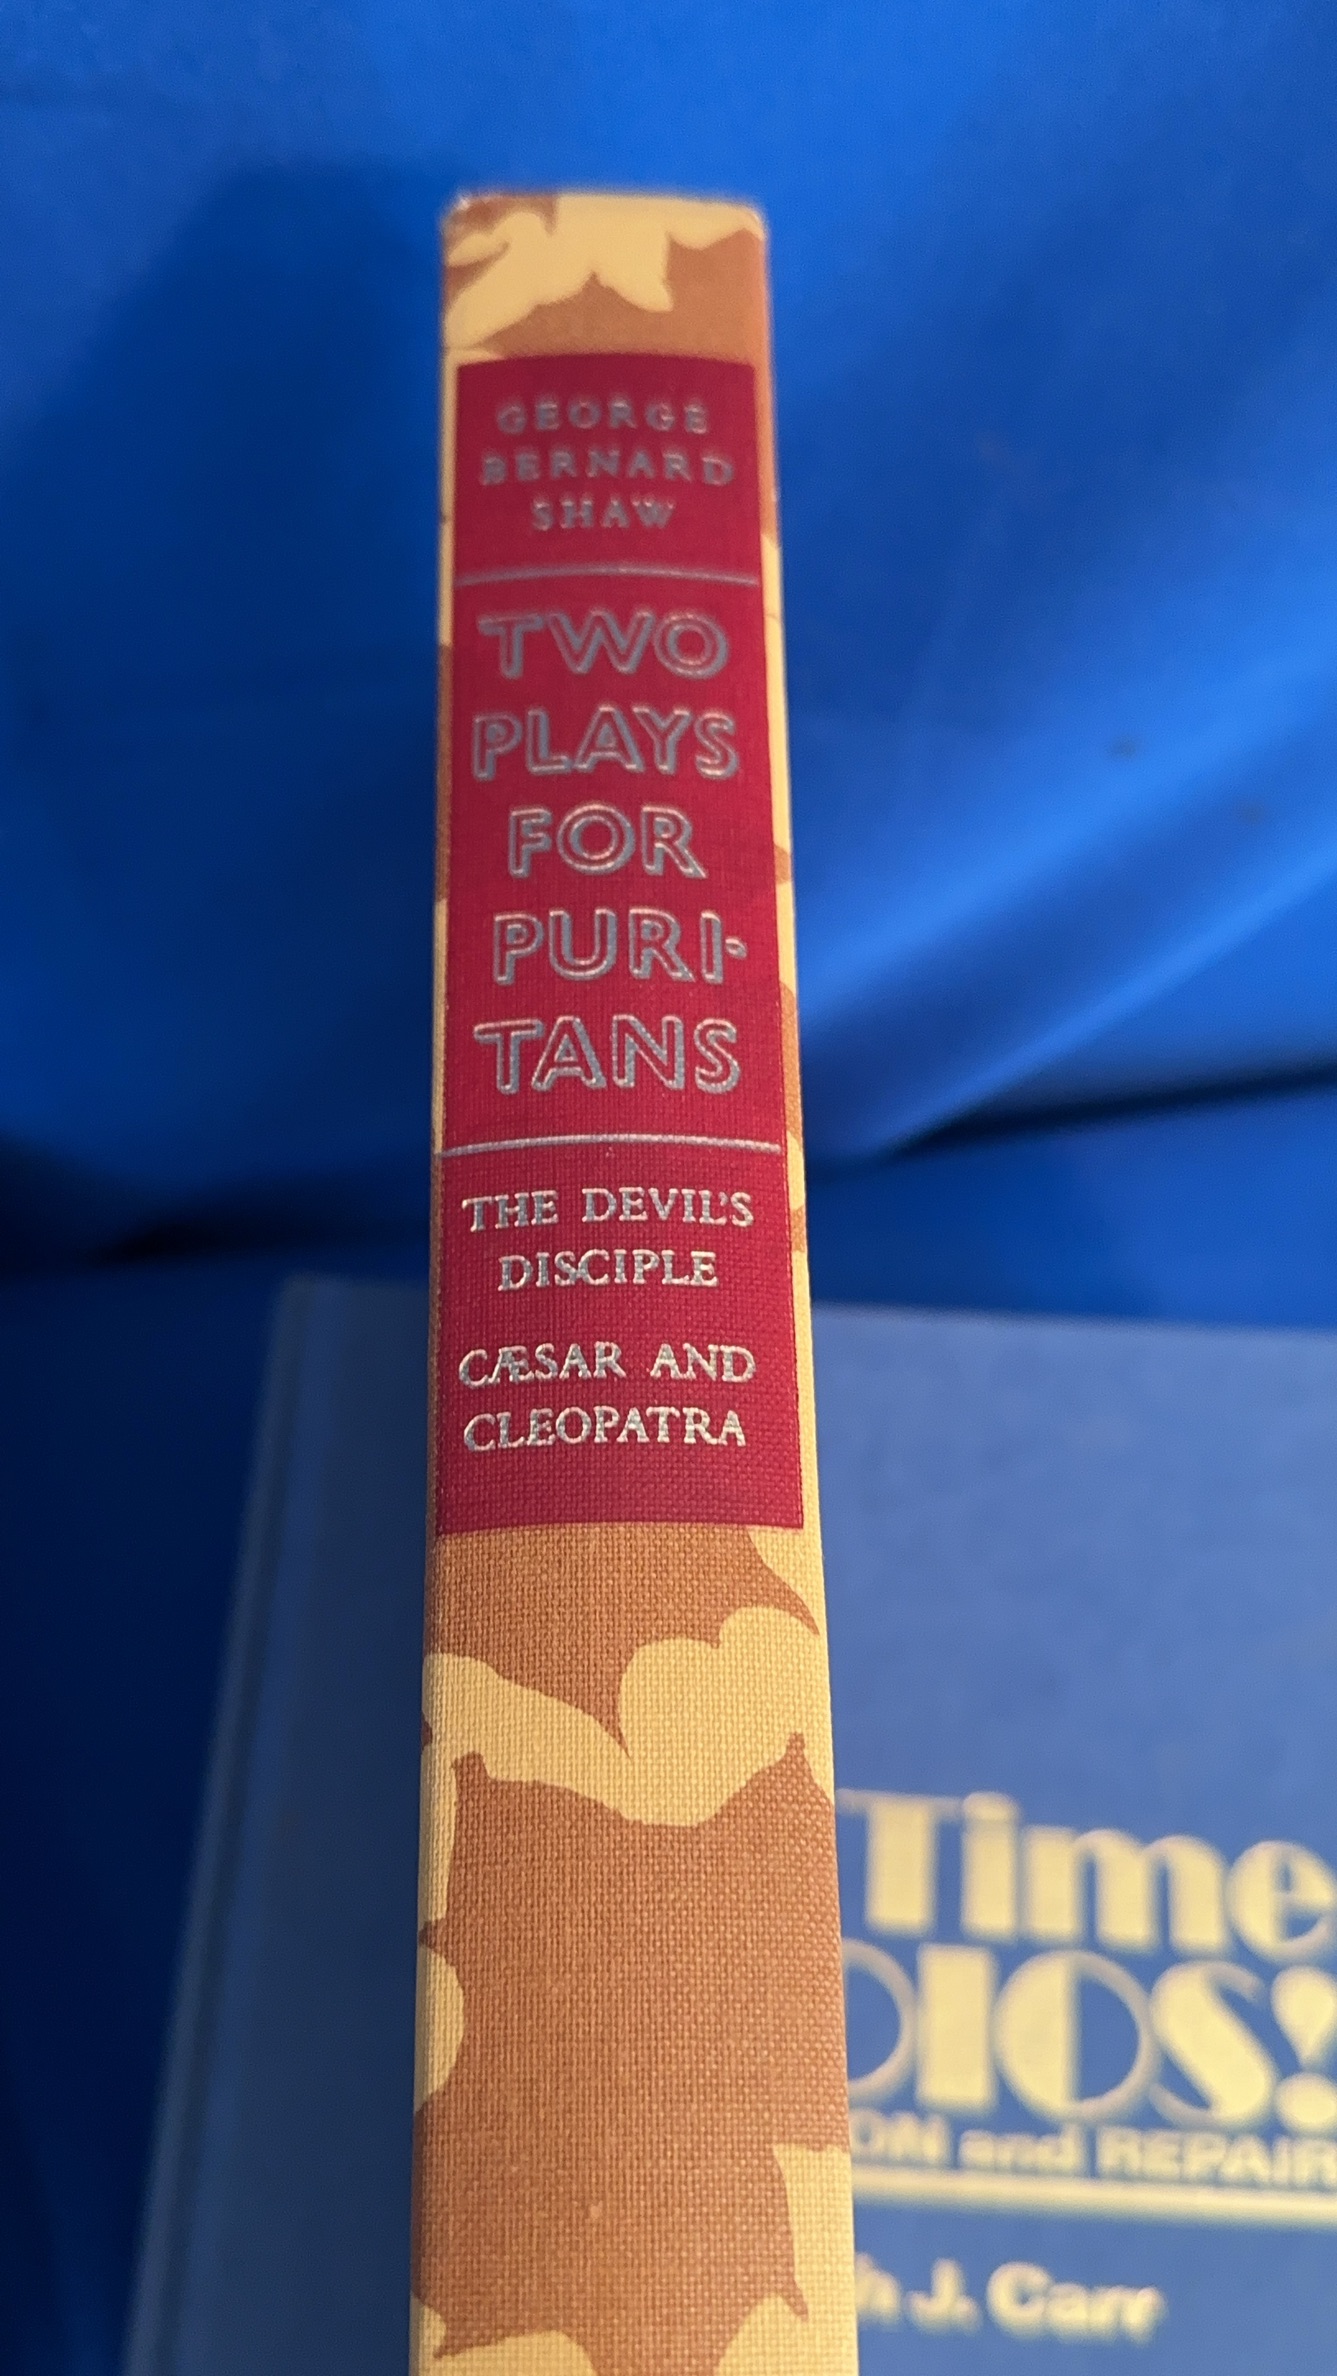 GEORGE
BERNARD
SHAW
TWO
PLAYS
FOR
PURI-
TANS
THE DEVIL'S
DISCIPLE
CÆSAR AND
CLEOPATRA
Time
DIOS!
ON and REPAIR
h J. Carr